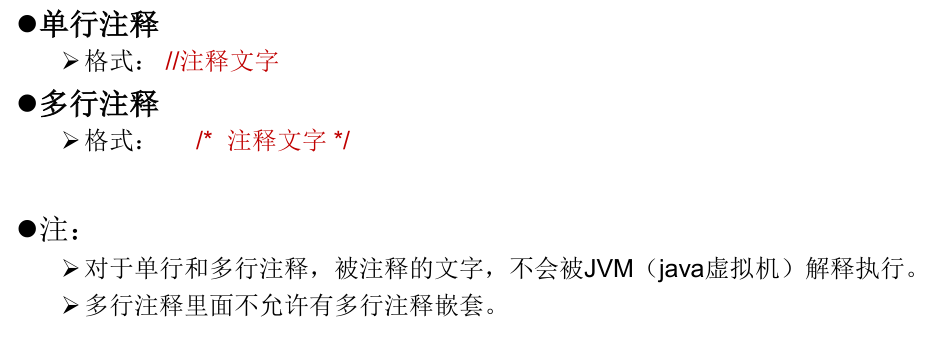 ●单行注释
➢格式： //注释文字
●多行注释
➢格式： /* 注释文字 */
●注：
➢对于单行和多行注释，被注释的文字，不会被JVM（java虚拟机）解释执行。
➢多行注释里面不允许有多行注释嵌套。